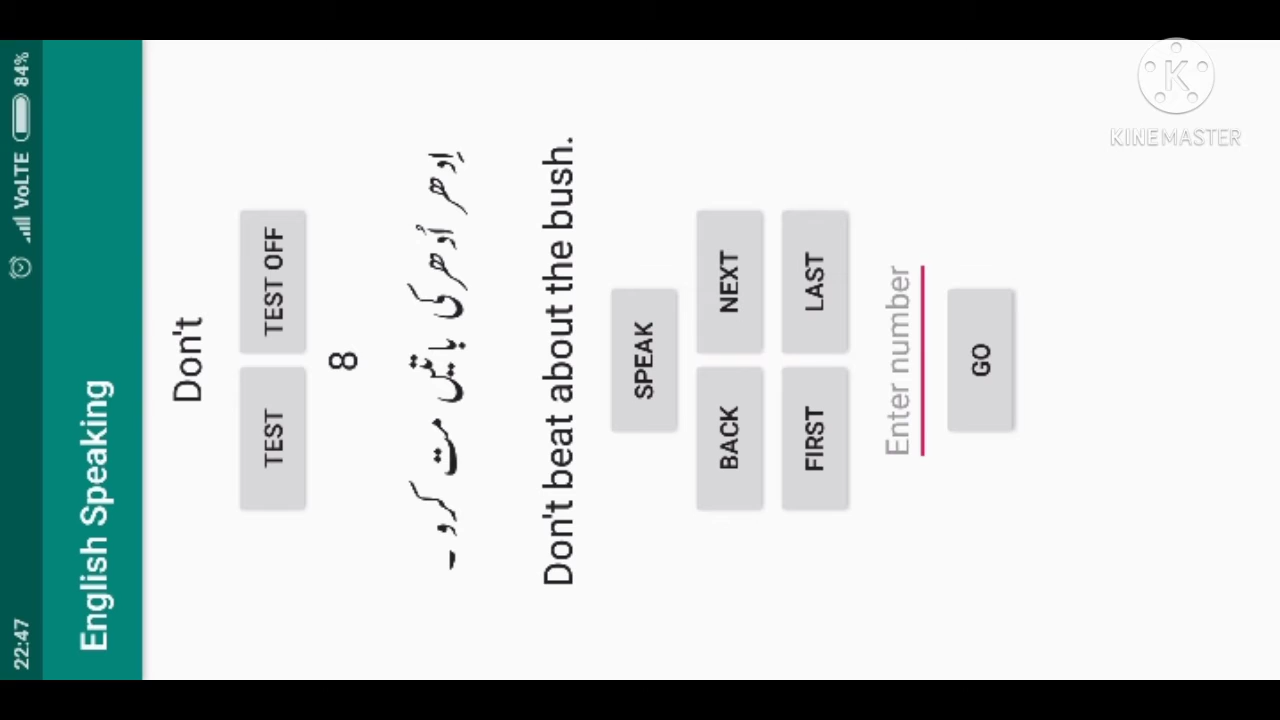 22:47 VoLTE 84%
English Speaking
Don't
TEST TEST OFF
8
اِدھر اُدھر کی باتیں مت کرو ۔
Don't beat about the bush.
SPEAK
BACK NEXT
FIRST LAST
Enter number
GO
K
KINEMASTER